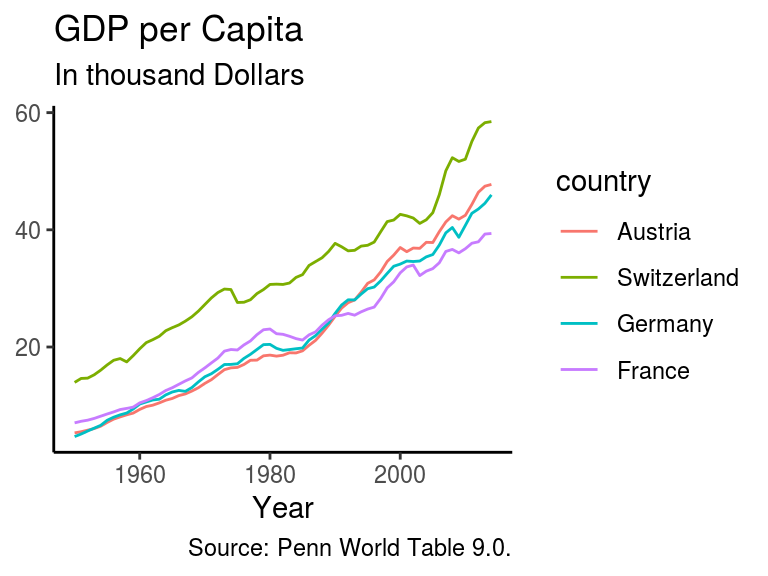 GDP per Capita
In thousand Dollars
60
40
20
1960 1980 2000
Year
country
Austria
Switzerland
Germany
France
Source: Penn World Table 9.0.